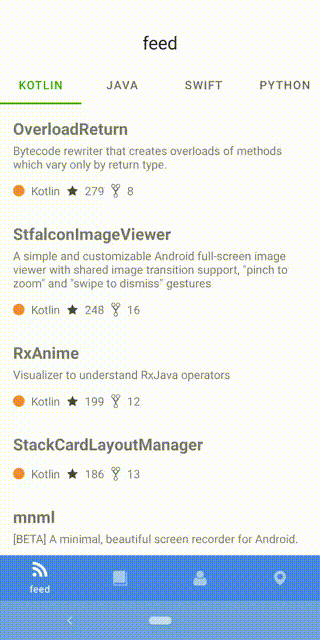 feed
KOTLIN JAVA SWIFT PYTHON
OverloadReturn
Bytecode rewriter that creates overloads of methods
which vary only by return type.
Kotlin 279 8
StfalconImageViewer
A simple and customizable Android full-screen image
viewer with shared image transition support, "pinch to
zoom" and "swipe to dismiss" gestures
Kotlin 248 16
RxAnime
Visualizer to understand RxJava operators
Kotlin 199 12
StackCardLayoutManager
Kotlin 186 13
mnml
[BETA] A minimal, beautiful screen recorder for Android.
feed